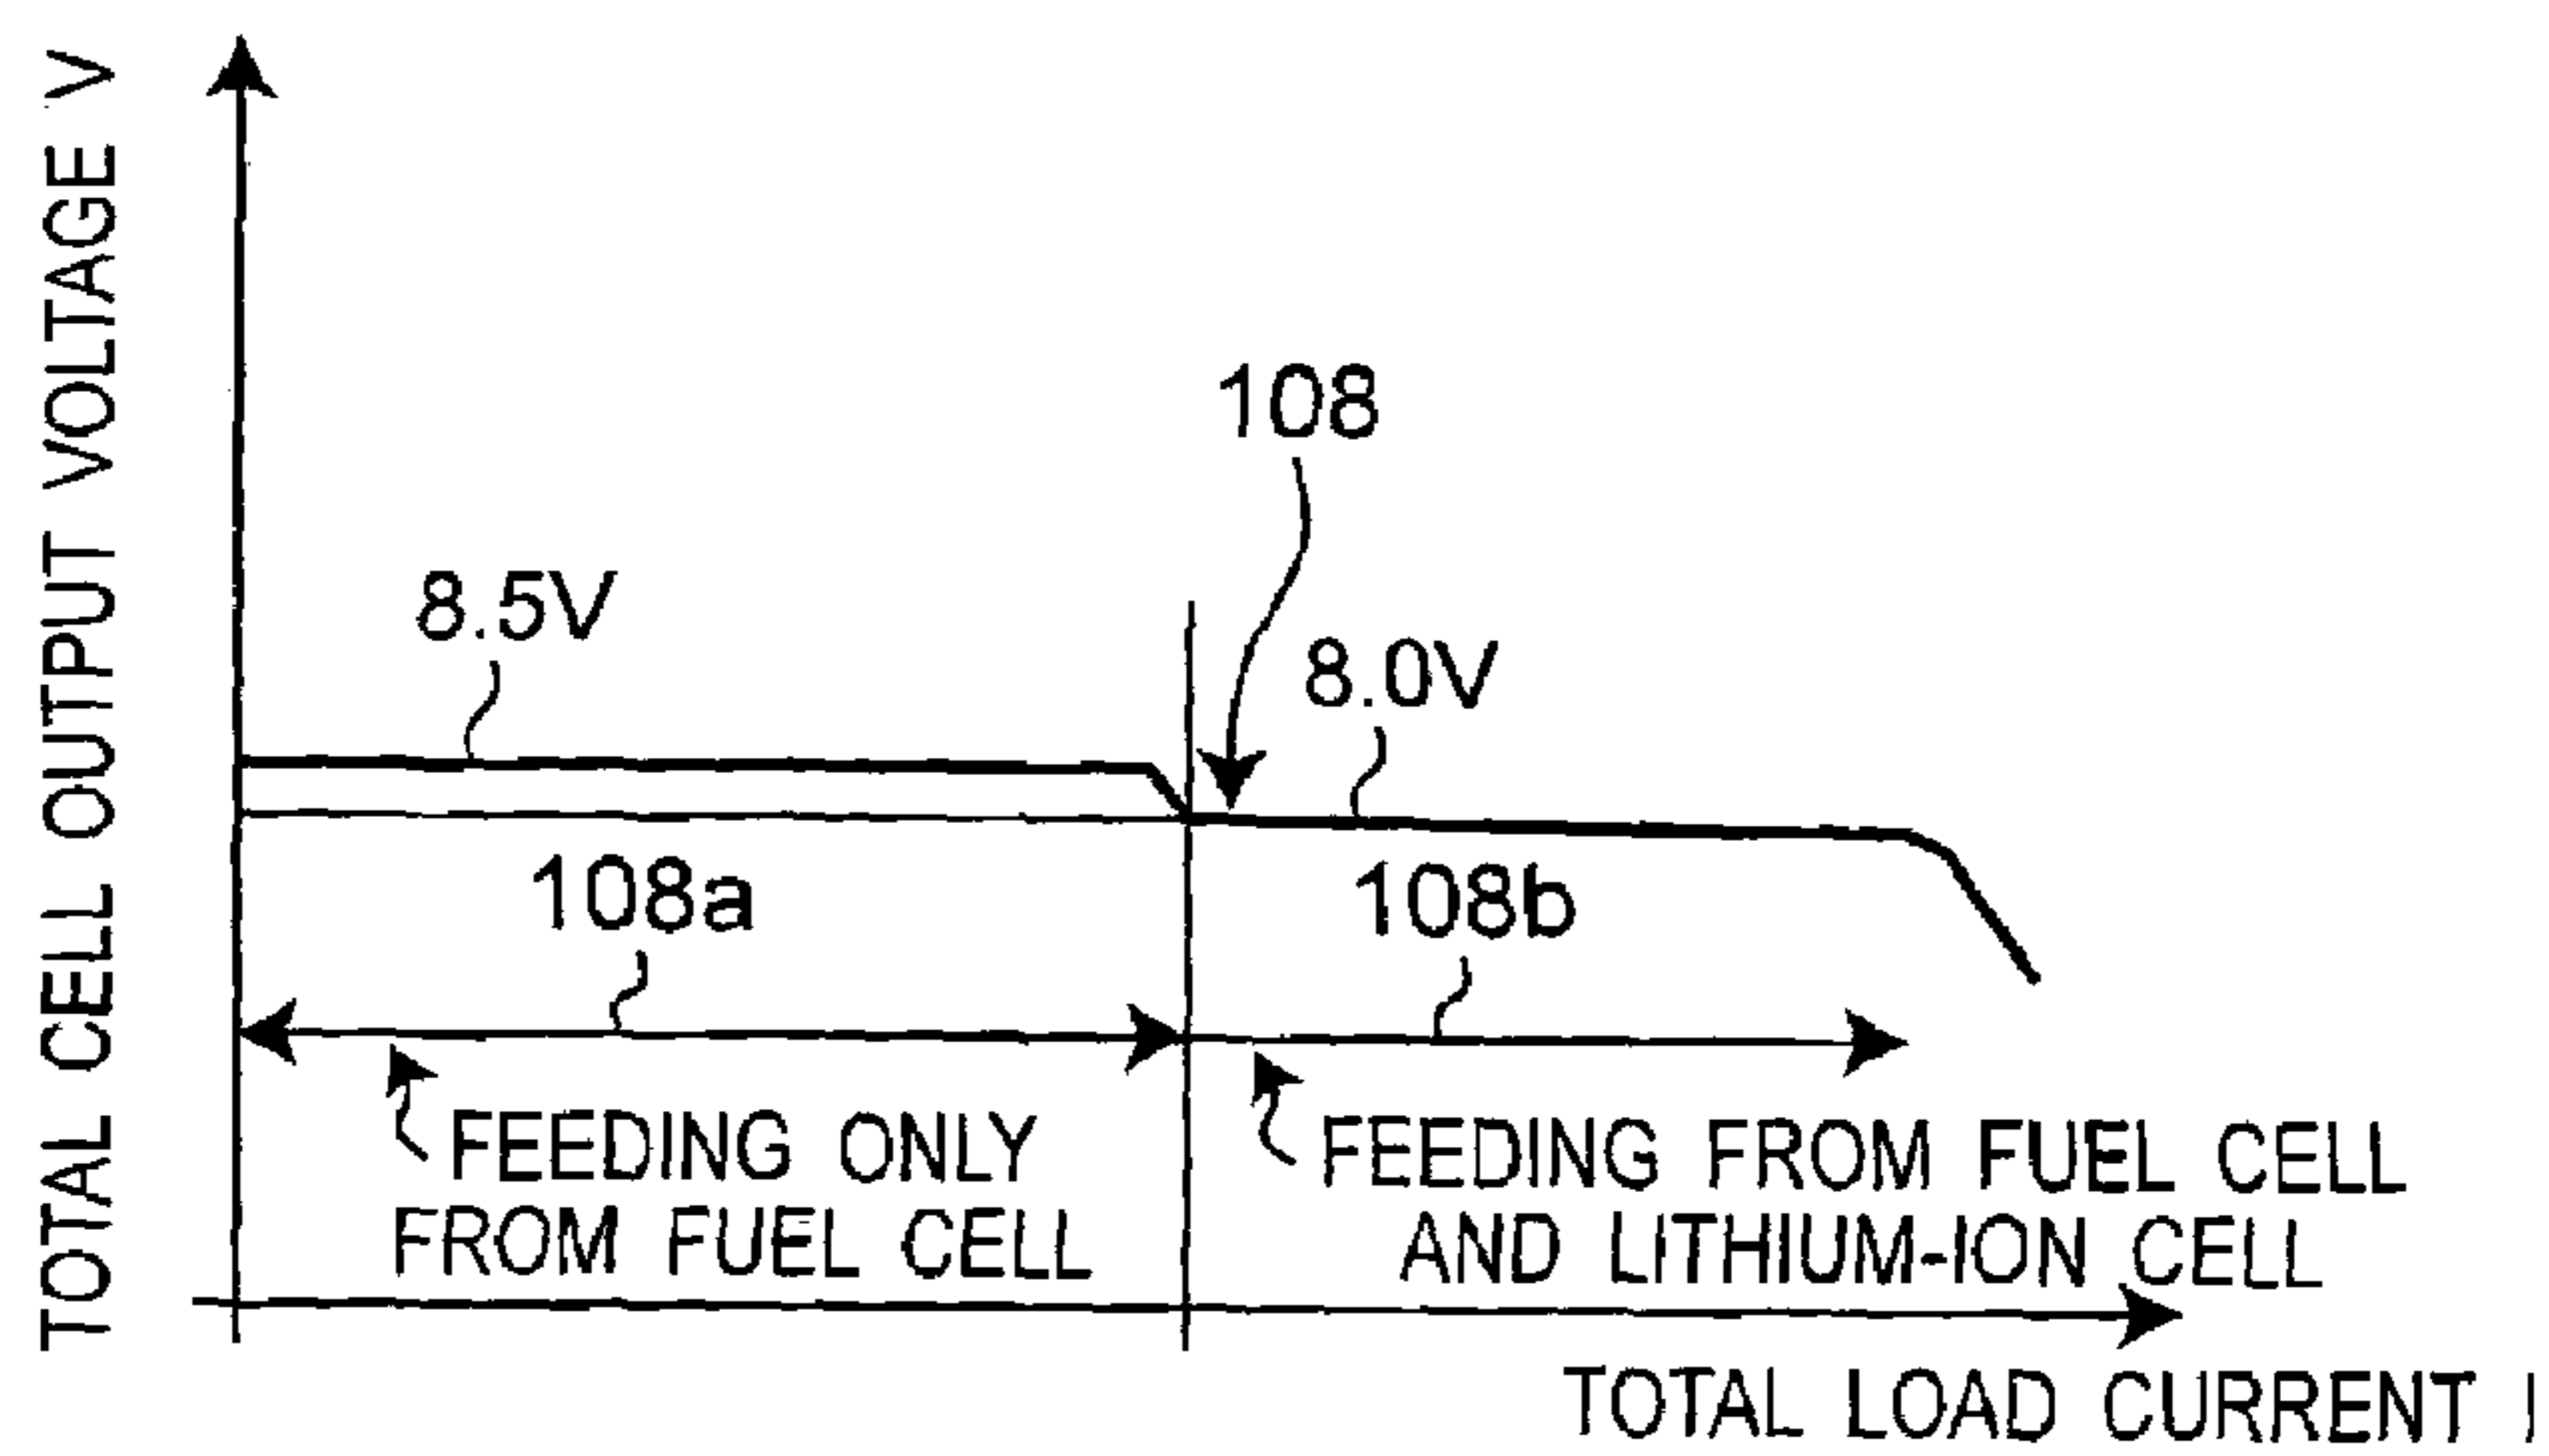 TOTAL CELL OUTPUT VOLTAGE V
108
8.5V
8.0V
108a
108b
FEEDING ONLY
FROM FUEL CELL
FEEDING FROM FUEL CELL
AND LITHIUM-ION CELL
TOTAL LOAD CURRENT I